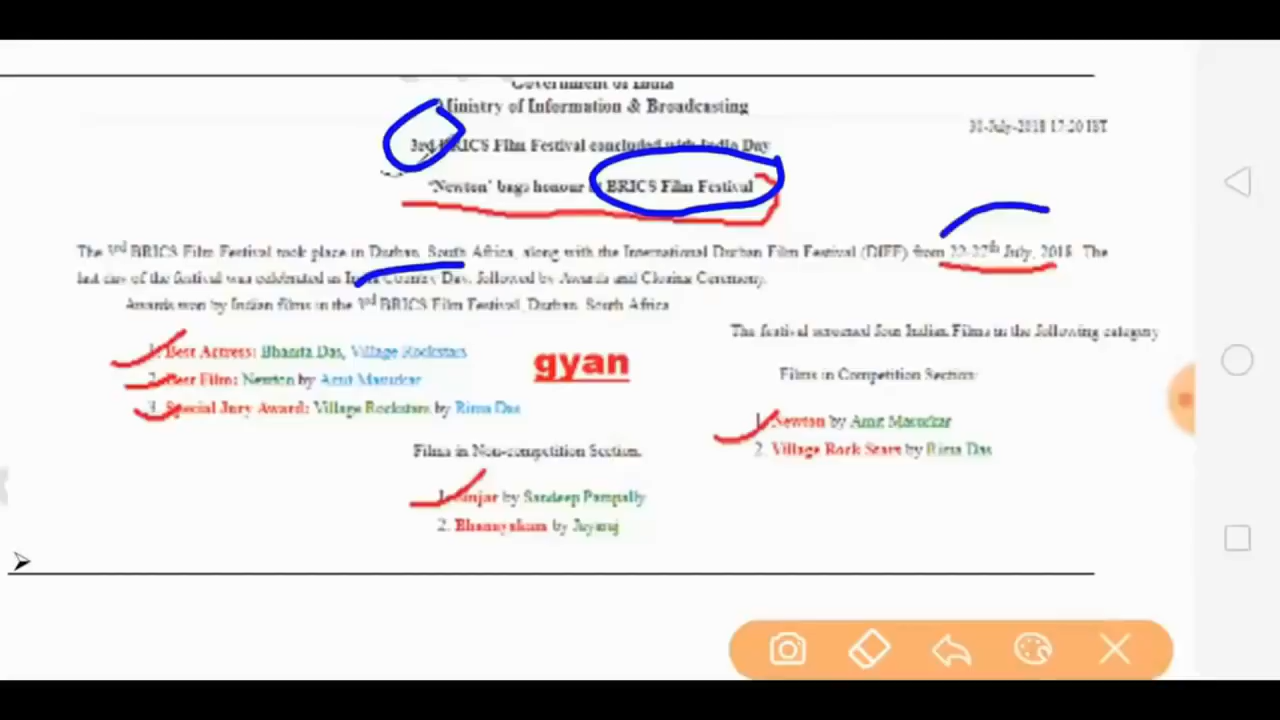 Government of India
Ministry of Information & Broadcasting
31-July-2018 17:20 IST
3rd BRICS Film Festival concluded with India Day
'Newton' bags honour BRICS Film Festival
The 3rd BRICS Film Festival took place in Durban, South Africa, along with the International Durban Film Festival (DIFF) from 22-27th July, 2018. The
last day of the festival was celebrated as India Country Day, followed by Awards and Closing Ceremony.
Awards won by Indian films in the 3rd BRICS Film Festival, Durban, South Africa
1. Best Actress: Bhanita Das, Village Rockstars
2. Best Film: Newton by Amit Masurkar
3. Special Jury Award: Village Rockstars by Rima Das
gyan
The festival screened four Indian Films in the following category
Films in Competition Section:
1. Newton by Amit Masurkar
2. Village Rock Stars by Rima Das
Films in Non-competition Section:
1. Sinjar by Sandeep Pampally
2. Bhayanakam by Jayaraj